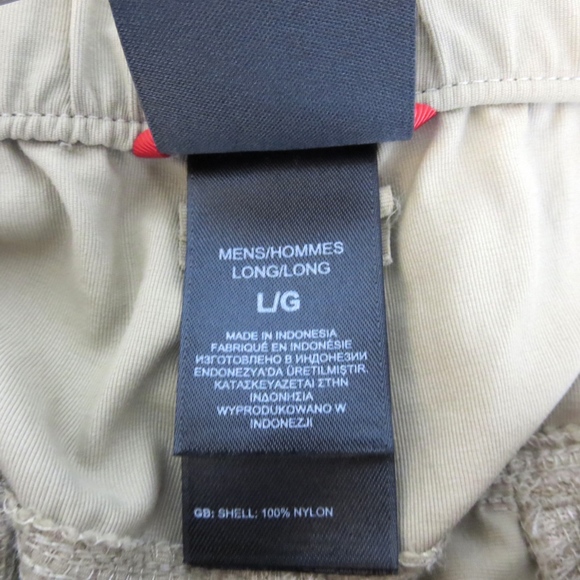 MENS/HOMMES
LONG/LONG
L/G
MADE IN INDONESIA
FABRIQUÉ EN INDONÉSIE
ИЗГОТОВЛЕНО В ИНДОНЕЗИИ
ENDONEZYA'DA ÜRETILMIŞTIR.
ΚΑΤΑΣΚΕΥΑΖΕΤΑΙ ΣΤΗΝ
ΙΝΔΟΝΗΣΙΑ
WYPRODUKOWANO W
INDONEZJI
GB: SHELL: 100% NYLON